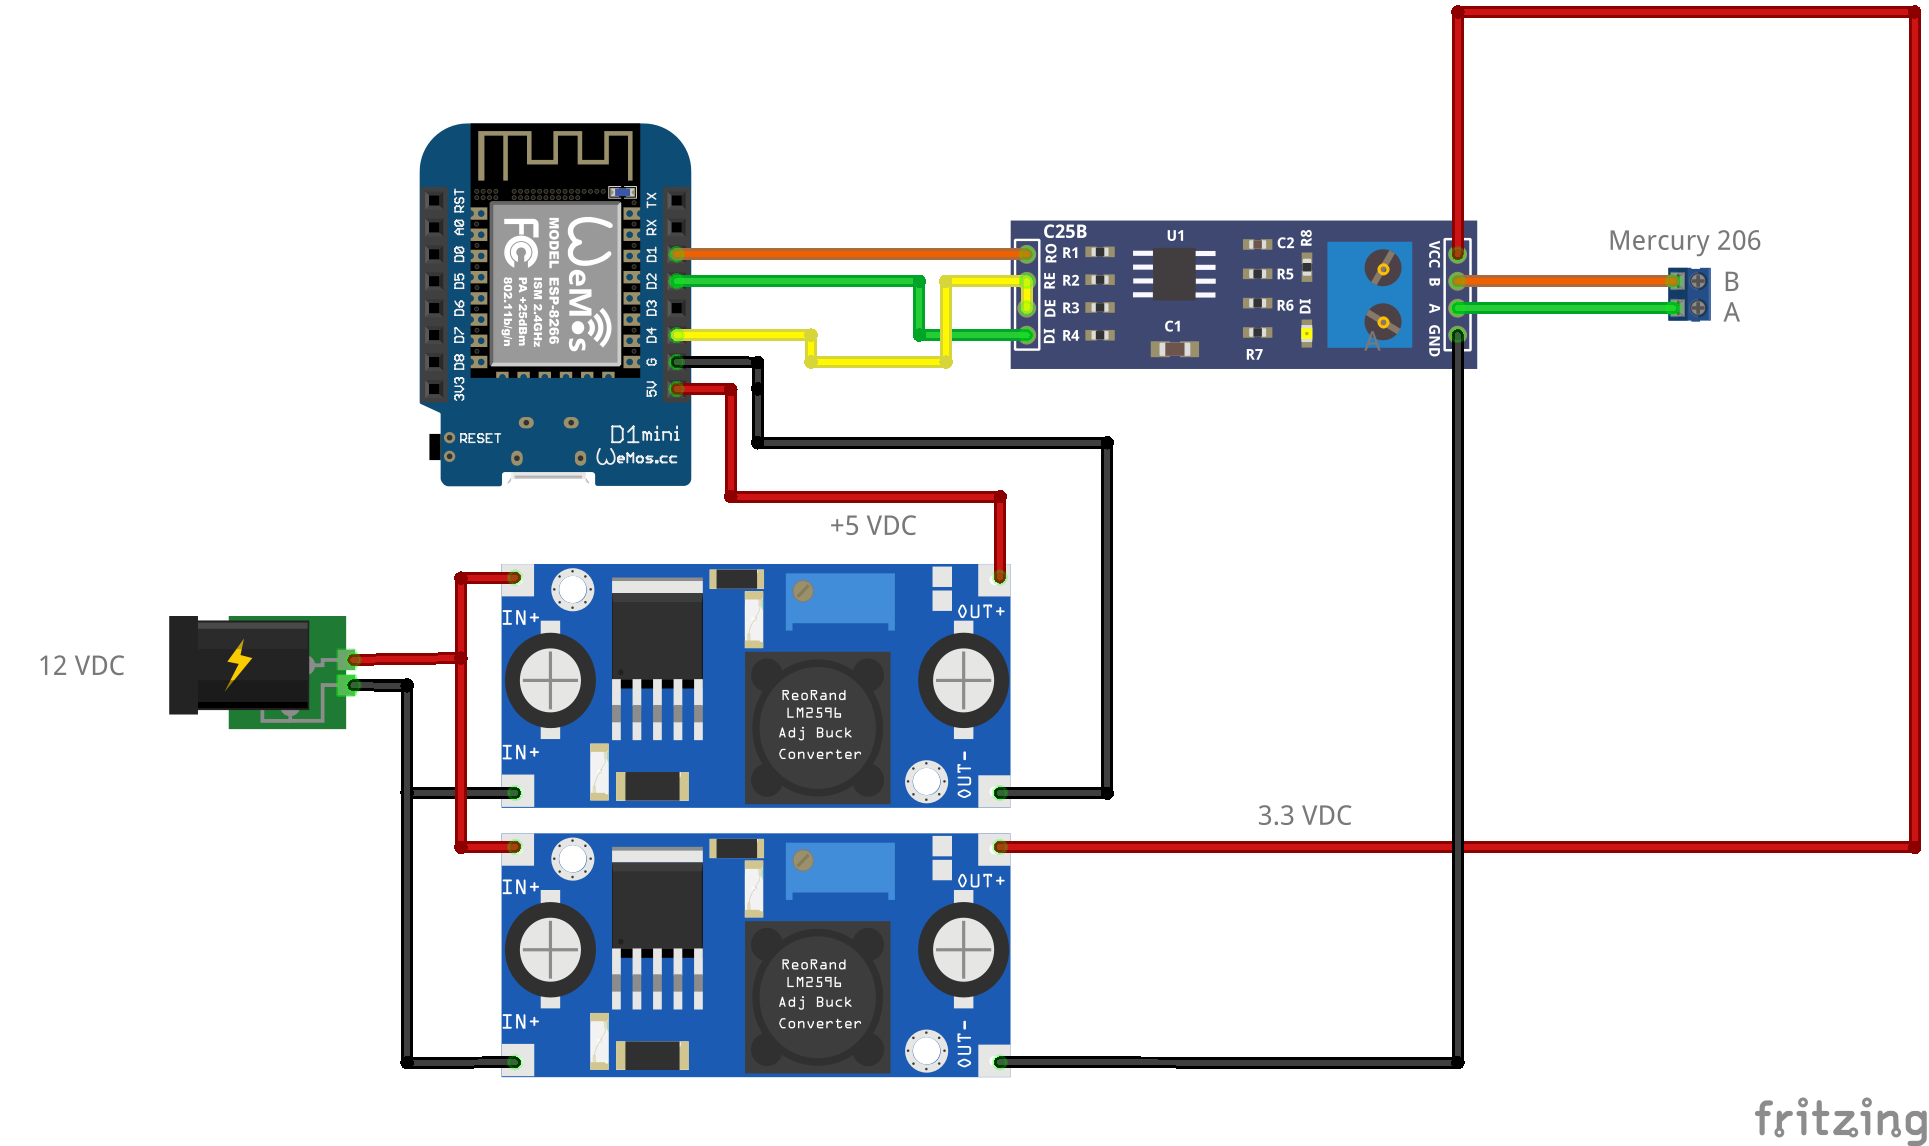 RST
A0
D0
D5
D6
D7
D8
3V3
TX
RX
D1
D2
D3
D4
G
5V
WeMos
MODEL ESP-8266
ISM 2.4GHz
PA +25dBm
802.11b/g/n
FC
RESET
D1mini
WeMos.cc
C25B
RO
RE
DE
DI
R1
R2
R3
R4
U1
C1
C2
R5
R6
R7
R8
DI
A
VCC
B
A
GND
Mercury 206
B
A
+5 VDC
12 VDC
IN+
IN+
OUT+
OUT-
ReoRand
LM2596
Adj Buck
Converter
3.3 VDC
IN+
IN+
OUT+
OUT-
ReoRand
LM2596
Adj Buck
Converter
fritzing